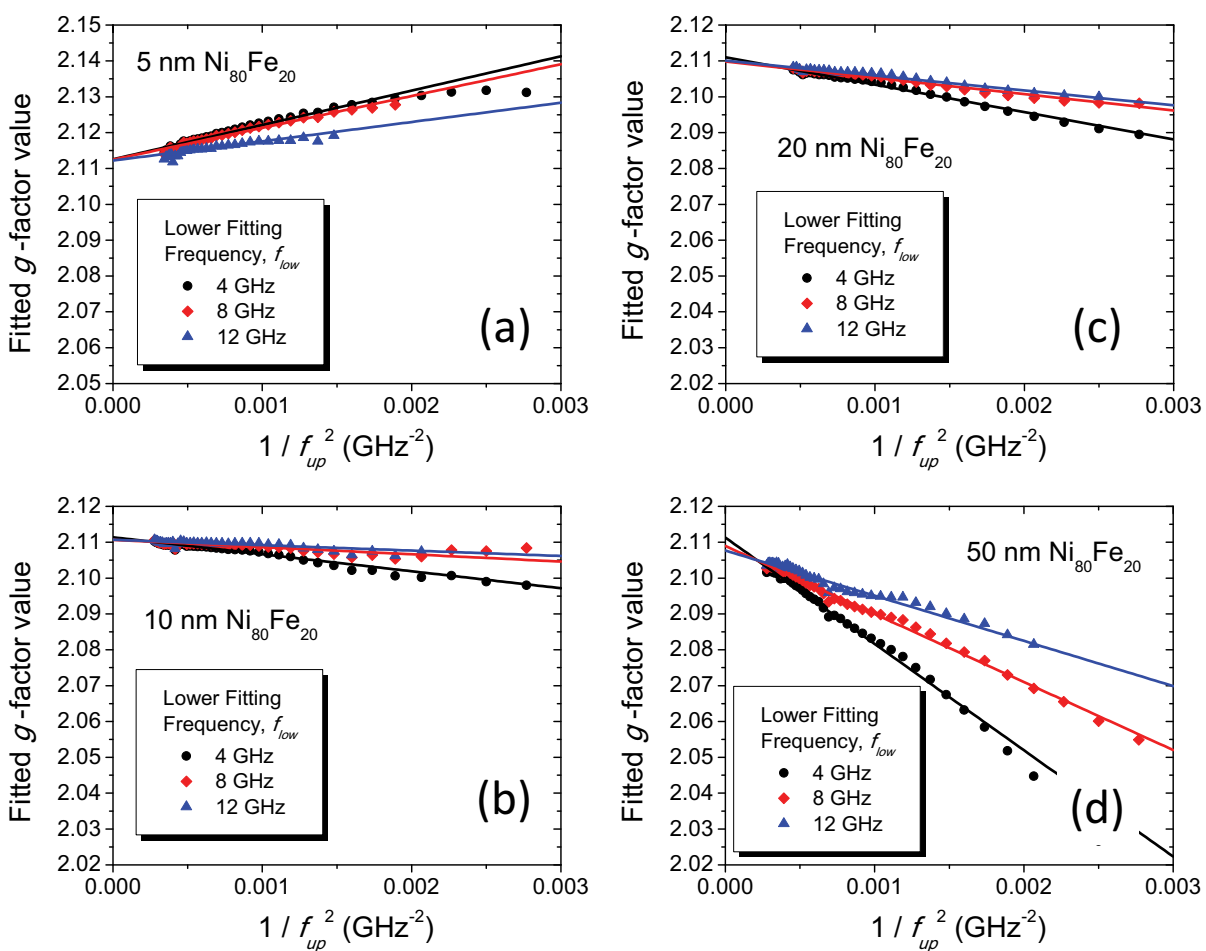 2.15
2.14
2.13
2.12
2.11
2.10
2.09
2.08
2.07
2.06
2.05
Fitted g-factor value
5 nm Ni80Fe20
Lower Fitting
Frequency, flow
4 GHz
8 GHz
12 GHz
(a)
0.000 0.001 0.002 0.003
1 / fup² (GHz⁻²)
2.12
2.11
2.10
2.09
2.08
2.07
2.06
2.05
2.04
2.03
2.02
Fitted g-factor value
10 nm Ni80Fe20
Lower Fitting
Frequency, flow
4 GHz
8 GHz
12 GHz
(b)
0.000 0.001 0.002 0.003
1 / fup² (GHz⁻²)
2.12
2.11
2.10
2.09
2.08
2.07
2.06
2.05
2.04
2.03
2.02
Fitted g-factor value
20 nm Ni80Fe20
Lower Fitting
Frequency, flow
4 GHz
8 GHz
12 GHz
(c)
0.000 0.001 0.002 0.003
1 / fup² (GHz⁻²)
2.12
2.11
2.10
2.09
2.08
2.07
2.06
2.05
2.04
2.03
2.02
Fitted g-factor value
50 nm Ni80Fe20
Lower Fitting
Frequency, flow
4 GHz
8 GHz
12 GHz
(d)
0.000 0.001 0.002 0.003
1 / fup² (GHz⁻²)